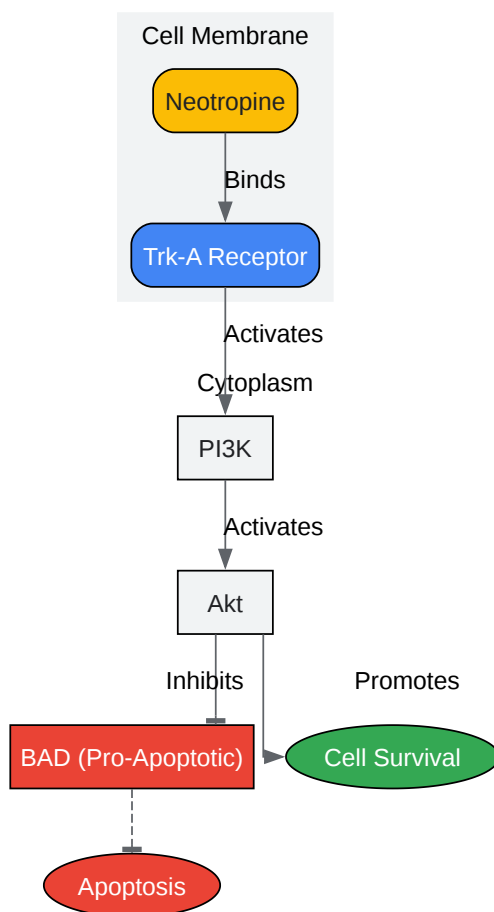 Cell Membrane
Neotropine
Binds
Trk-A Receptor
Activates
Cytoplasm
PI3K
Activates
Akt
Inhibits
Promotes
BAD (Pro-Apoptotic)
Cell Survival
Apoptosis